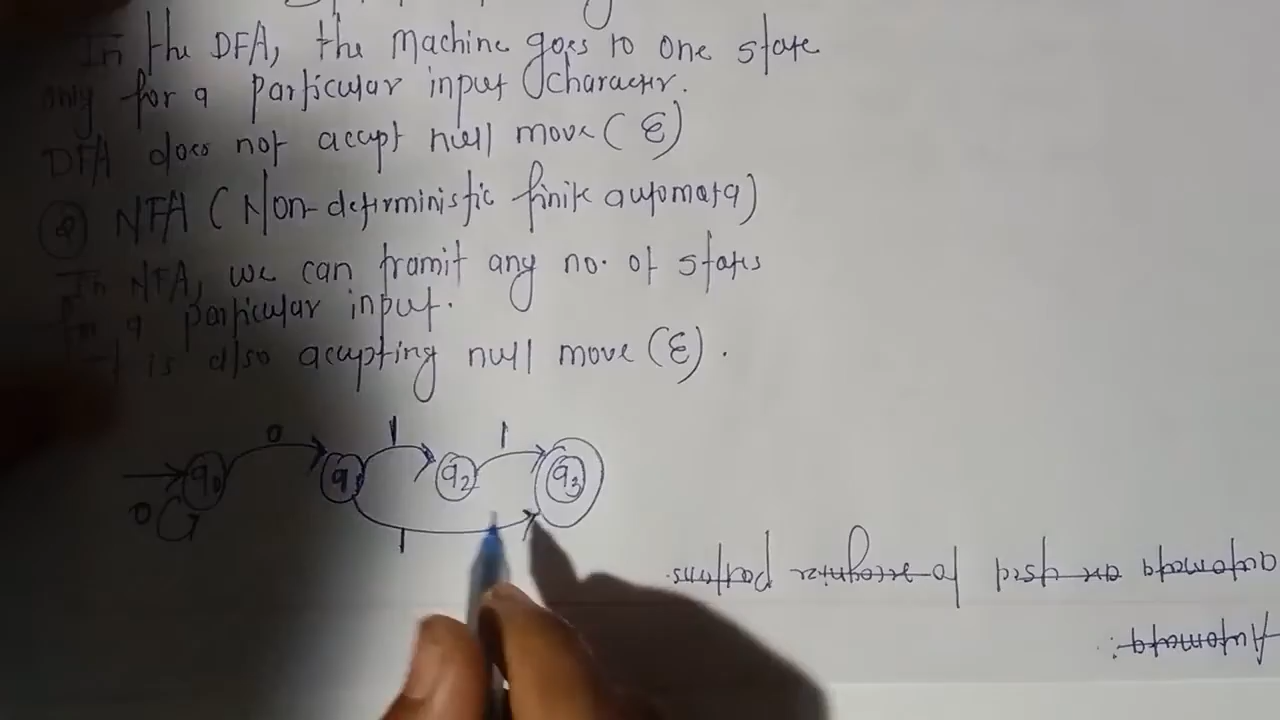 In the DFA, the machine goes to one state
only for a particular input character.
DFA does not accept null move (ε)
② NFA (Non-deterministic finite automata)
In NFA, we can tramit any no. of states
for a particular input.
It is also accepting null move (ε).
0 1 1
q0 q1 q2 q3
0
1
Automata:
automata are used to recognize patterns.